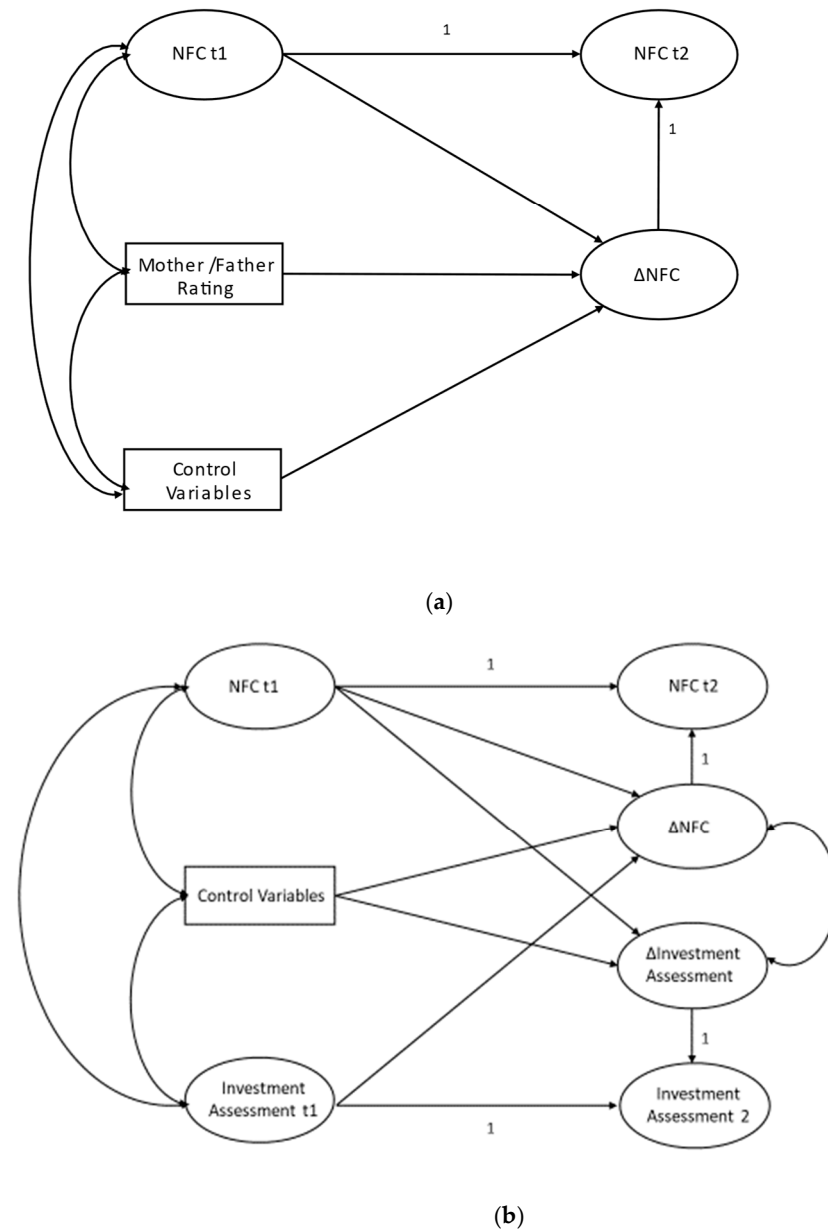 NFC t1
1
NFC t2
1
Mother /Father
Rating
ΔNFC
Control
Variables
(a)
NFC t1
1
NFC t2
1
ΔNFC
Control Variables
ΔInvestment
Assessment
1
Investment
Assessment t1
1
Investment
Assessment 2
(b)